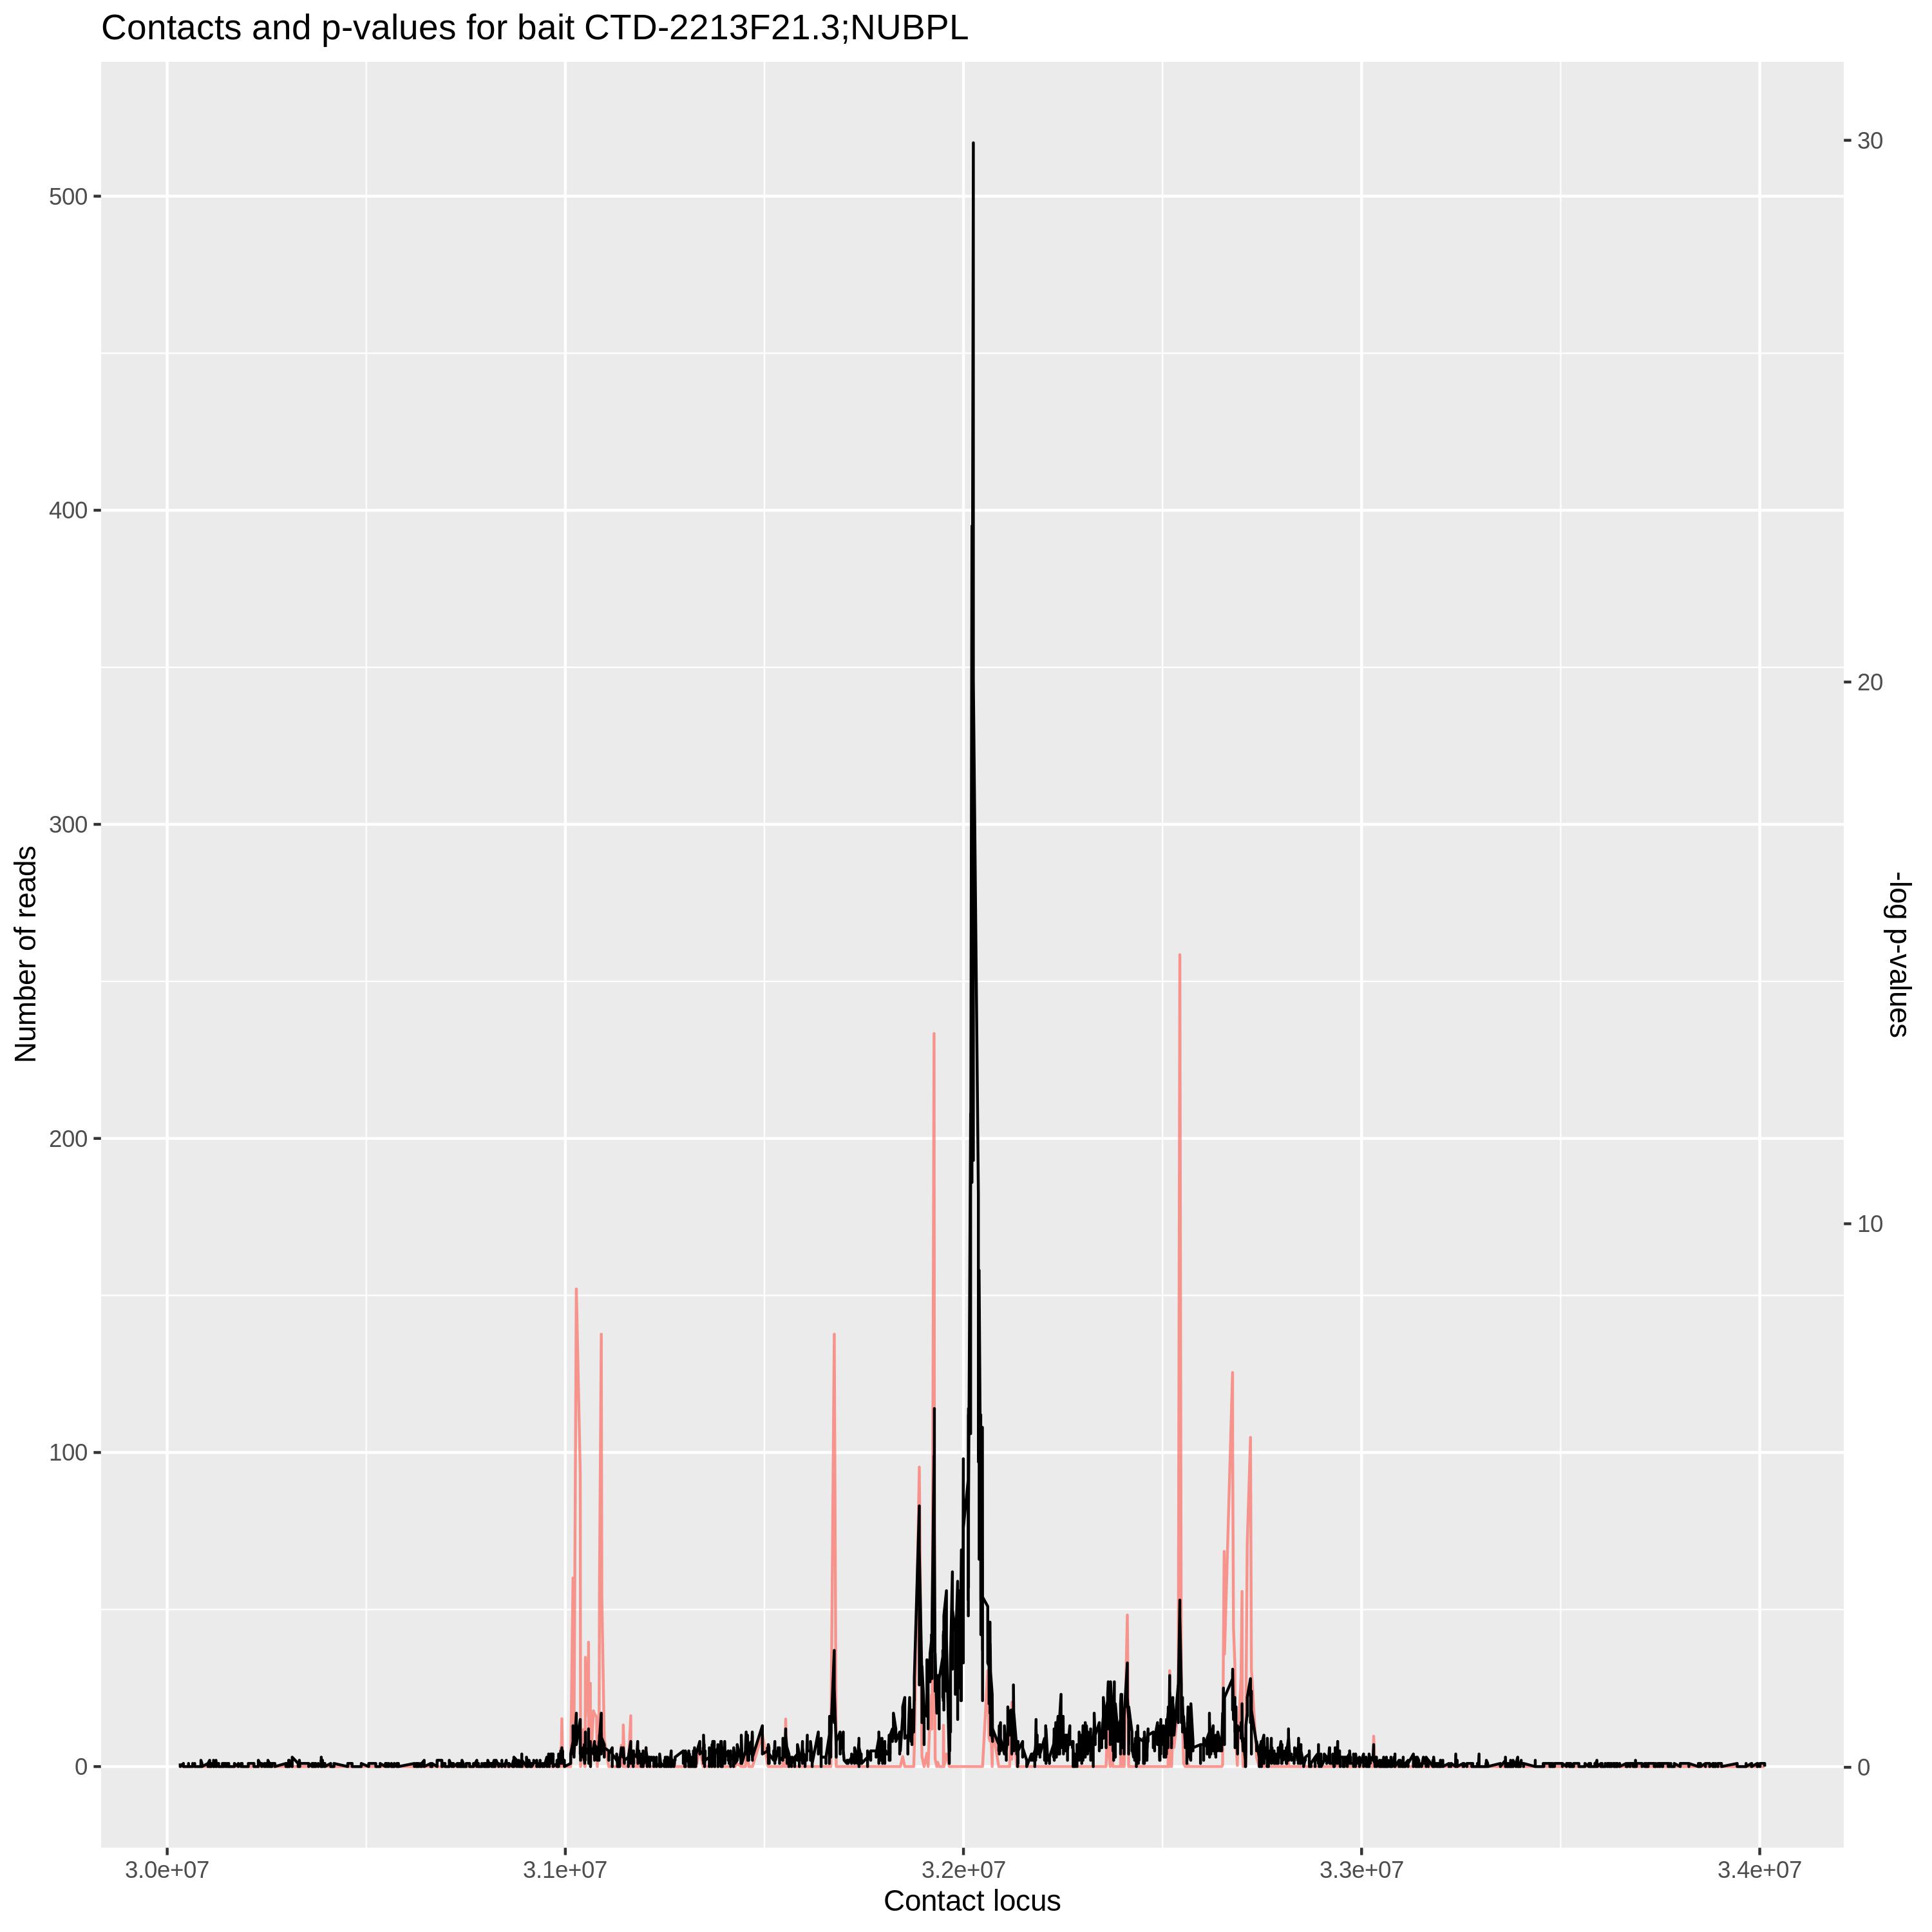 Contacts and p-values for bait CTD-2213F21.3;NUBPL
500
400
300
200
100
0
Number of reads
30
20
10
0
-log p-values
3.0e+07 3.1e+07 3.2e+07 3.3e+07 3.4e+07
Contact locus